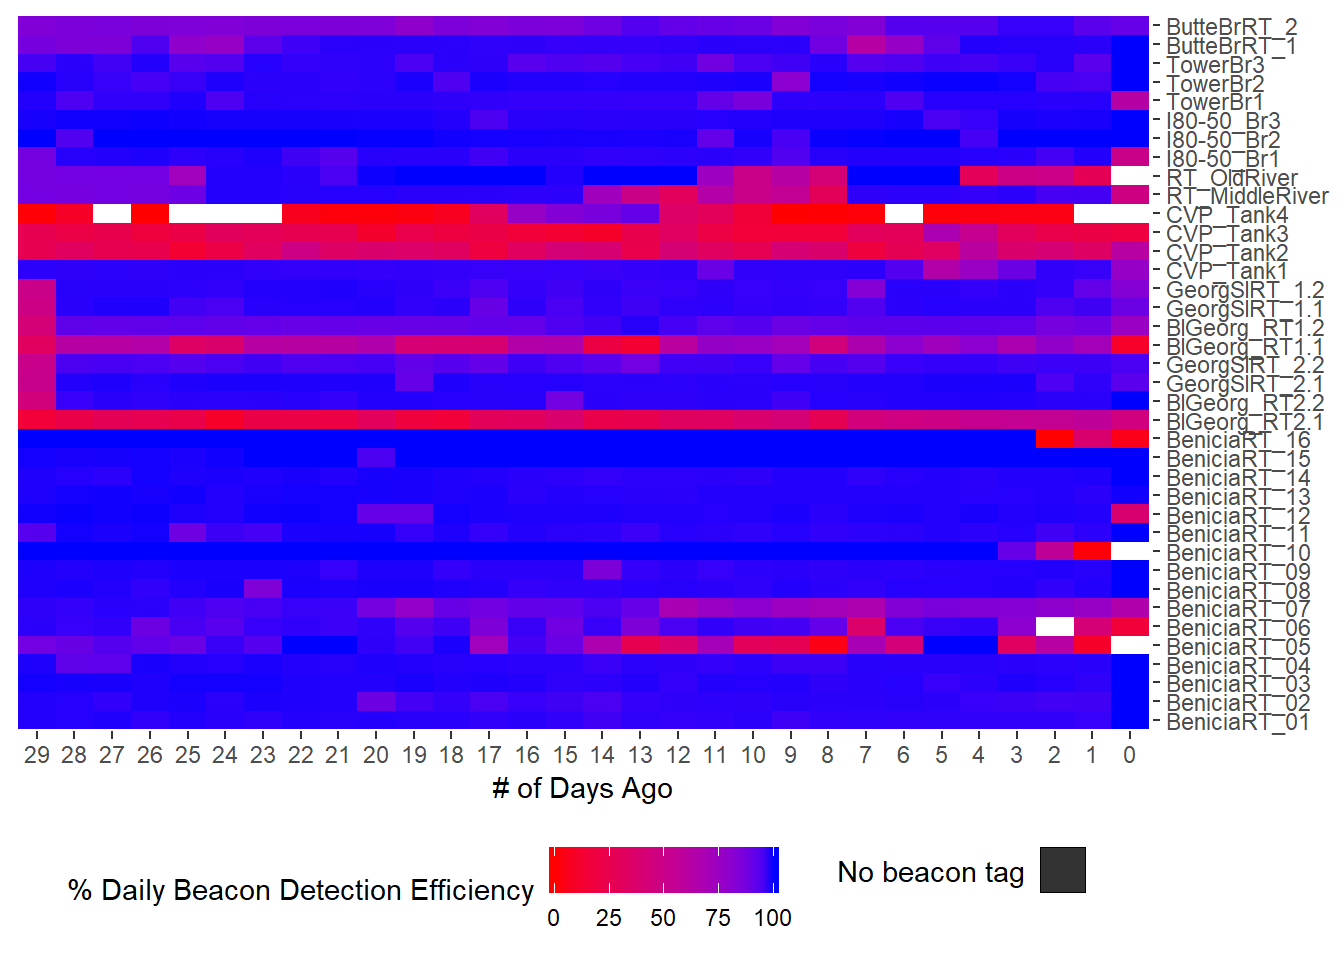 ButteBrRT_2
ButteBrRT_1
TowerBr3
TowerBr2
TowerBr1
I80-50_Br3
I80-50_Br2
I80-50_Br1
RT_OldRiver
RT_MiddleRiver
CVP_Tank4
CVP_Tank3
CVP_Tank2
CVP_Tank1
GeorgSlRT_1.2
GeorgSlRT_1.1
BlGeorg_RT1.2
BlGeorg_RT1.1
GeorgSlRT_2.2
GeorgSlRT_2.1
BlGeorg_RT2.2
BlGeorg_RT2.1
BeniciaRT_16
BeniciaRT_15
BeniciaRT_14
BeniciaRT_13
BeniciaRT_12
BeniciaRT_11
BeniciaRT_10
BeniciaRT_09
BeniciaRT_08
BeniciaRT_07
BeniciaRT_06
BeniciaRT_05
BeniciaRT_04
BeniciaRT_03
BeniciaRT_02
BeniciaRT_01
29 28 27 26 25 24 23 22 21 20 19 18 17 16 15 14 13 12 11 10 9 8 7 6 5 4 3 2 1 0
# of Days Ago
% Daily Beacon Detection Efficiency
0 25 50 75 100
No beacon tag